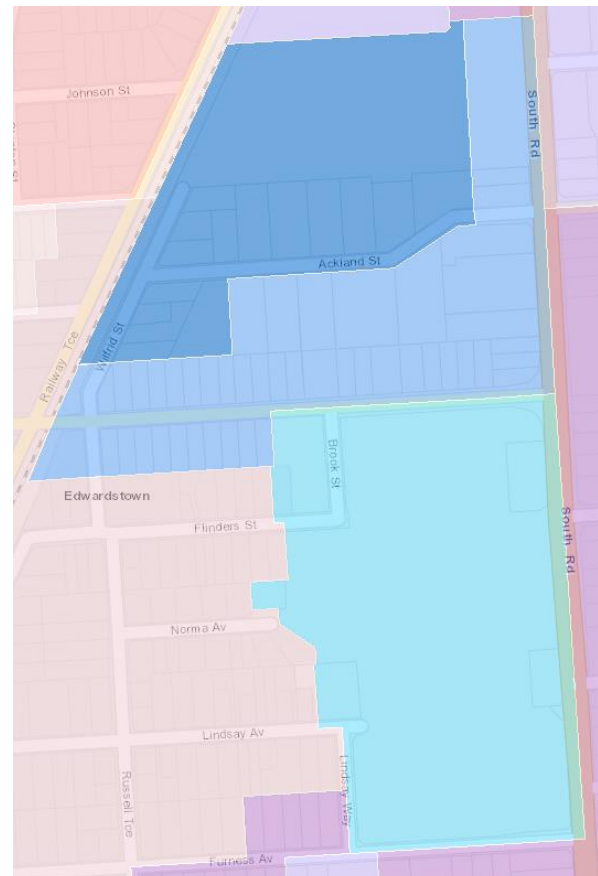 Johnson St
South Rd
Ackland St
Wilfrid St
Railway Tce
Brook St
Edwardstown
Flinders St
South Rd
Norma Av
Lindsay Av
Lindsay Way
Russell Tce
Furness Av